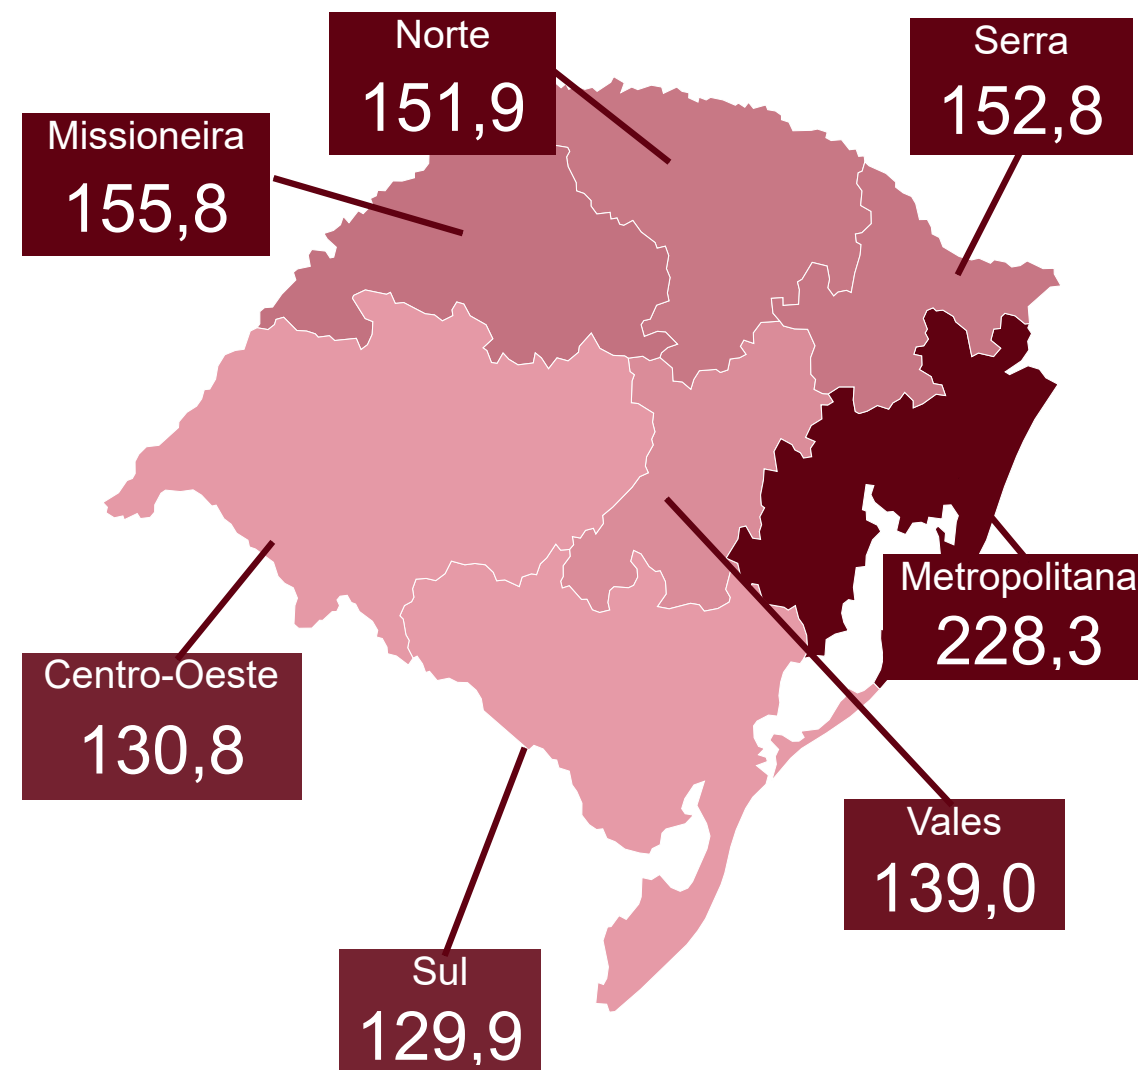 Norte
151,9
Serra
152,8
Missioneira
155,8
Metropolitana
228,3
Centro-Oeste
130,8
Vales
139,0
Sul
129,9